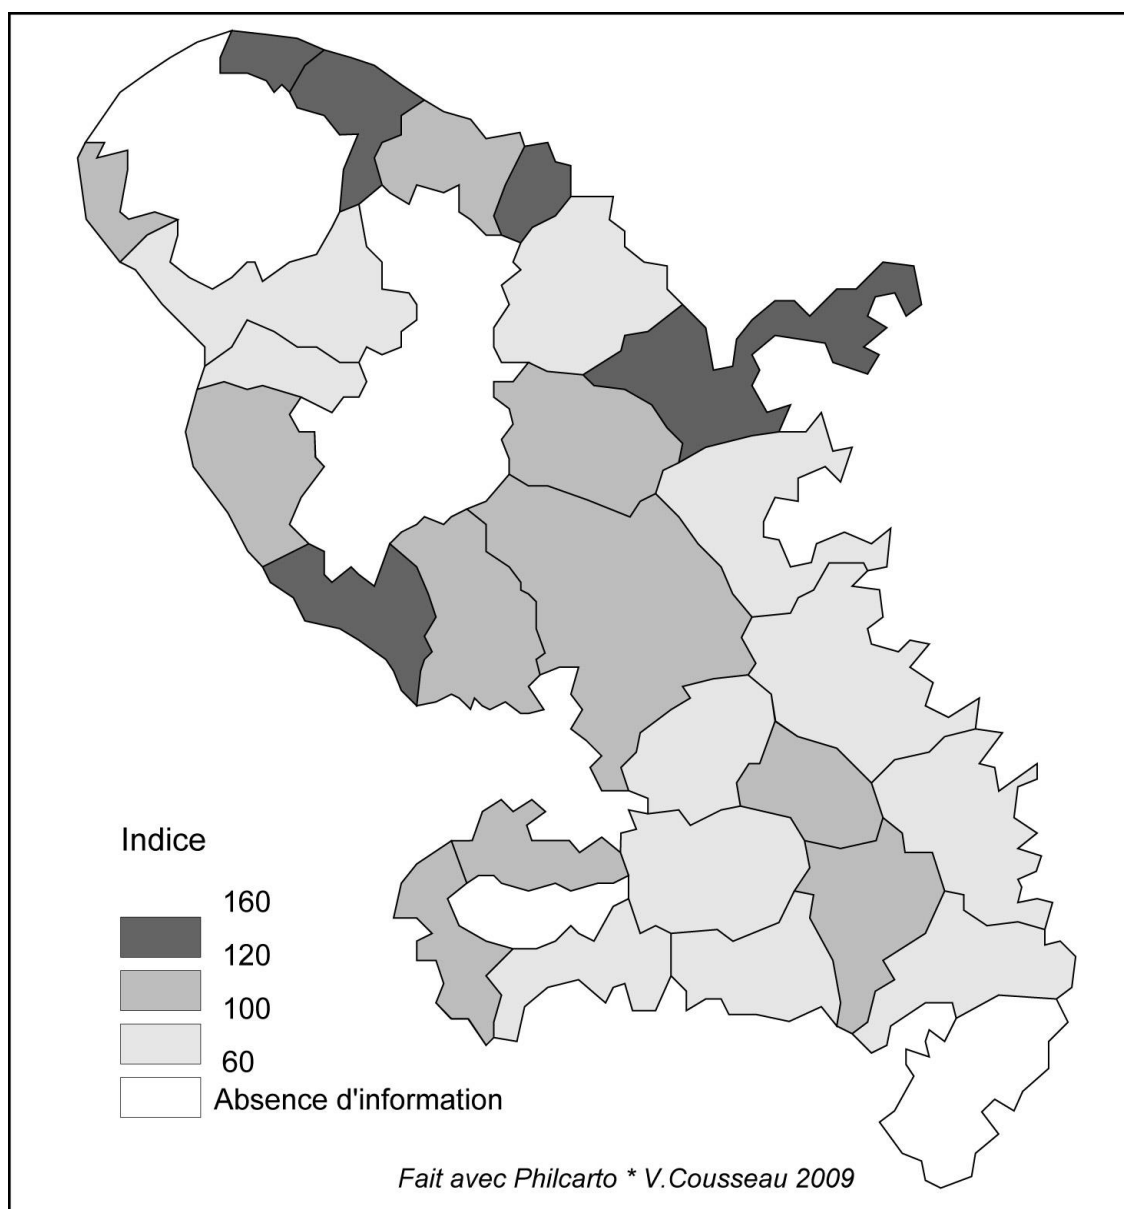 Indice
160
120
100
60
Absence d'information
Fait avec Philcarto * V.Cousseau 2009